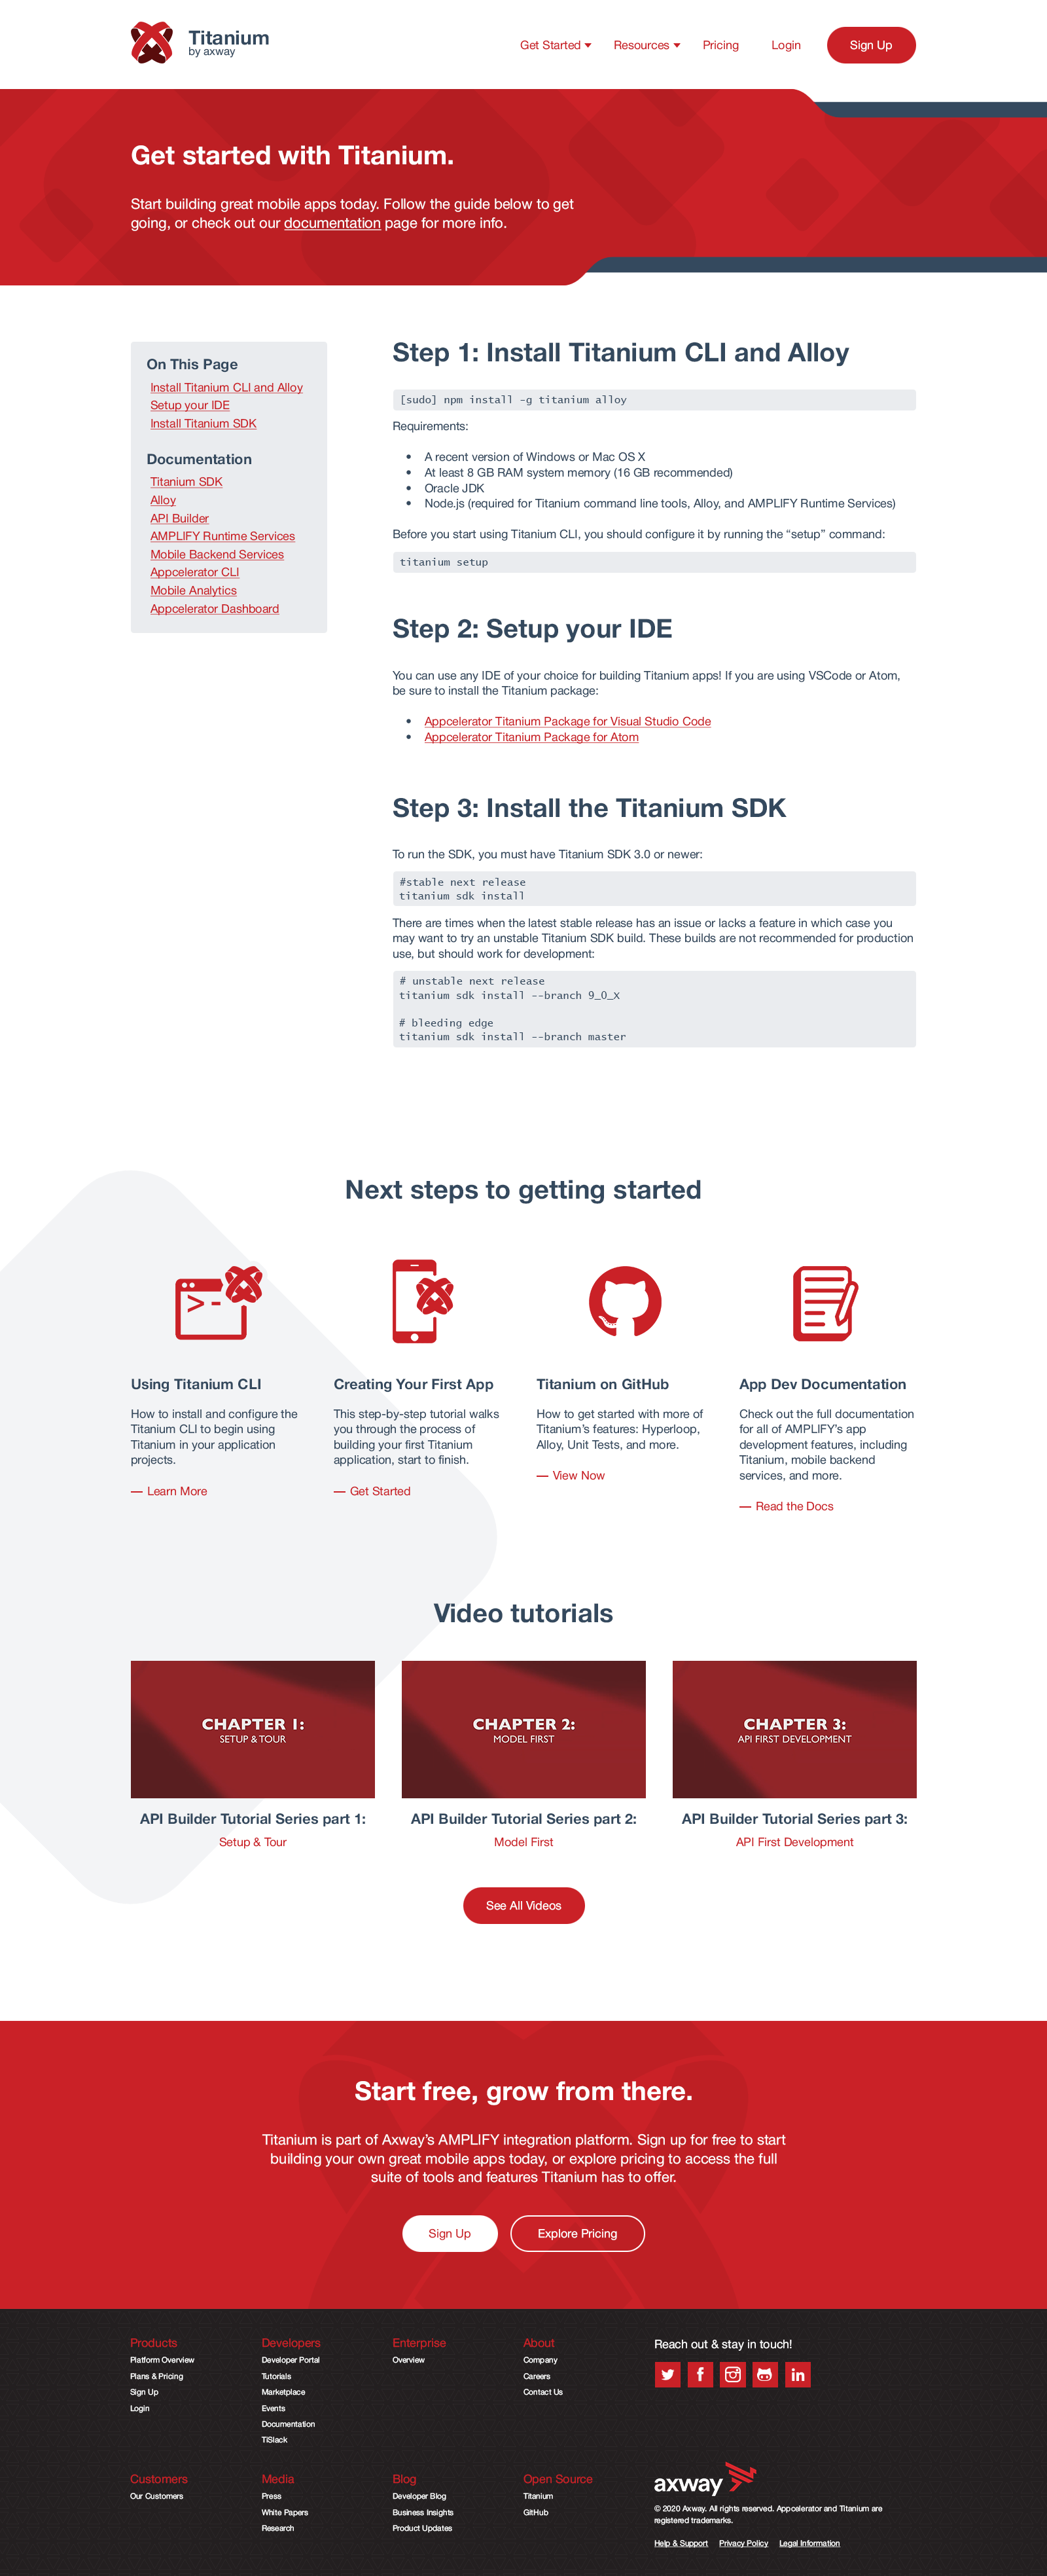 Titanium
by axway
Get Started
Resources
Pricing
Login
Sign Up
Get started with Titanium.
Start building great mobile apps today. Follow the guide below to get
going, or check out our documentation page for more info.
On This Page
Install Titanium CLI and Alloy
Setup your IDE
Install Titanium SDK
Documentation
Titanium SDK
Alloy
API Builder
AMPLIFY Runtime Services
Mobile Backend Services
Appcelerator CLI
Mobile Analytics
Appcelerator Dashboard
Step 1: Install Titanium CLI and Alloy
[sudo] npm install -g titanium alloy
Requirements:
• A recent version of Windows or Mac OS X
• At least 8 GB RAM system memory (16 GB recommended)
• Oracle JDK
• Node.js (required for Titanium command line tools, Alloy, and AMPLIFY Runtime Services)
Before you start using Titanium CLI, you should configure it by running the “setup” command:
titanium setup
Step 2: Setup your IDE
You can use any IDE of your choice for building Titanium apps! If you are using VSCode or Atom,
be sure to install the Titanium package:
• Appcelerator Titanium Package for Visual Studio Code
• Appcelerator Titanium Package for Atom
Step 3: Install the Titanium SDK
To run the SDK, you must have Titanium SDK 3.0 or newer:
#stable next release
titanium sdk install
There are times when the latest stable release has an issue or lacks a feature in which case you
may want to try an unstable Titanium SDK build. These builds are not recommended for production
use, but should work for development:
# unstable next release
titanium sdk install --branch 9_0_X
# bleeding edge
titanium sdk install --branch master
Next steps to getting started
Using Titanium CLI
How to install and configure the
Titanium CLI to begin using
Titanium in your application
projects.
— Learn More
Creating Your First App
This step-by-step tutorial walks
you through the process of
building your first Titanium
application, start to finish.
— Get Started
Titanium on GitHub
How to get started with more of
Titanium’s features: Hyperloop,
Alloy, Unit Tests, and more.
— View Now
App Dev Documentation
Check out the full documentation
for all of AMPLIFY’s app
development features, including
Titanium, mobile backend
services, and more.
— Read the Docs
Video tutorials
CHAPTER 1:
SETUP & TOUR
API Builder Tutorial Series part 1:
Setup & Tour
CHAPTER 2:
MODEL FIRST
API Builder Tutorial Series part 2:
Model First
CHAPTER 3:
API FIRST DEVELOPMENT
API Builder Tutorial Series part 3:
API First Development
See All Videos
Start free, grow from there.
Titanium is part of Axway’s AMPLIFY integration platform. Sign up for free to start
building your own great mobile apps today, or explore pricing to access the full
suite of tools and features Titanium has to offer.
Sign Up
Explore Pricing
Products
Platform Overview
Plans & Pricing
Sign Up
Login
Developers
Developer Portal
Tutorials
Marketplace
Events
Documentation
TiSlack
Enterprise
Overview
About
Company
Careers
Contact Us
Reach out & stay in touch!
Customers
Our Customers
Media
Press
White Papers
Research
Blog
Developer Blog
Business Insights
Product Updates
Open Source
Titanium
GitHub
axway
© 2020 Axway. All rights reserved. Appcelerator and Titanium are
registered trademarks.
Help & Support
Privacy Policy
Legal Information